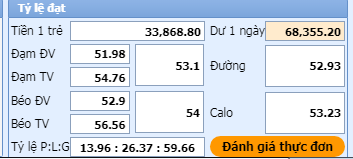 Tỷ lệ đạt
Tiền 1 trẻ 33,868.80 Dư 1 ngày 68,355.20
Đạm ĐV 51.98 53.1 Đường 52.93
Đạm TV 54.76
Béo ĐV 52.9 54 Calo 53.23
Béo TV 56.56
Tỷ lệ P:L:G 13.96 : 26.37 : 59.66 Đánh giá thực đơn